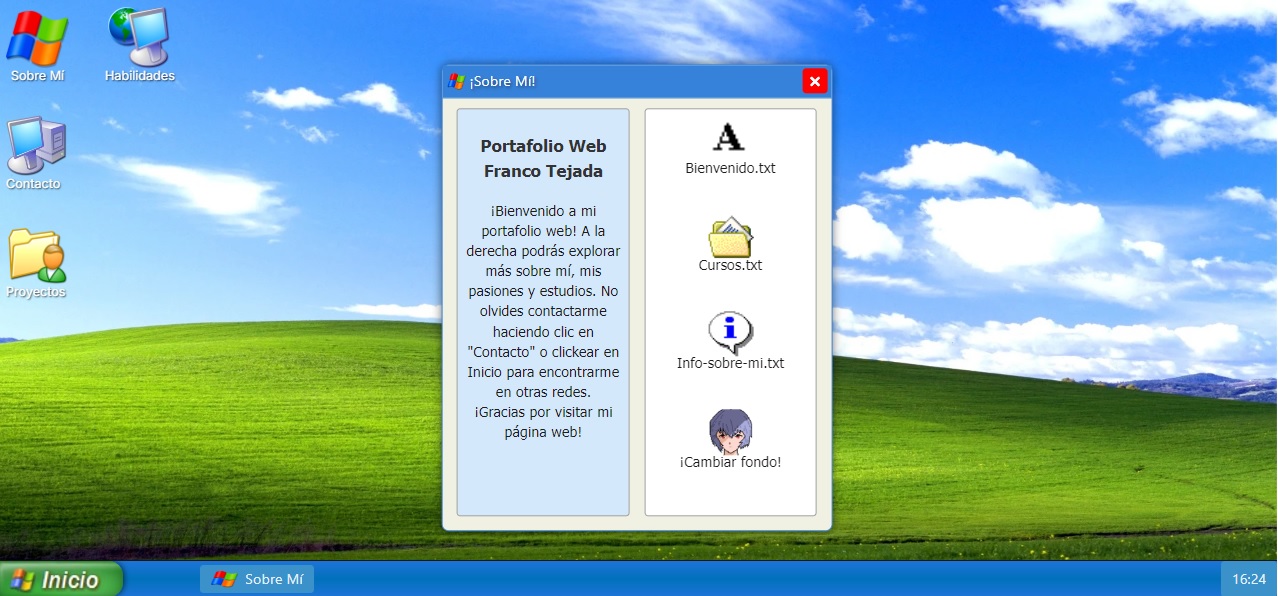 Sobre Mí
Habilidades
Contacto
Proyectos
¡Sobre Mí!
Portafolio Web
Franco Tejada
¡Bienvenido a mi
portafolio web! A la
derecha podrás explorar
más sobre mí, mis
pasiones y estudios. No
olvides contactarme
haciendo clic en
"Contacto" o clickear en
Inicio para encontrarme
en otras redes.
¡Gracias por visitar mi
página web!
A
Bienvenido.txt
Cursos.txt
i
Info-sobre-mi.txt
¡Cambiar fondo!
Inicio
Sobre Mí
16:24